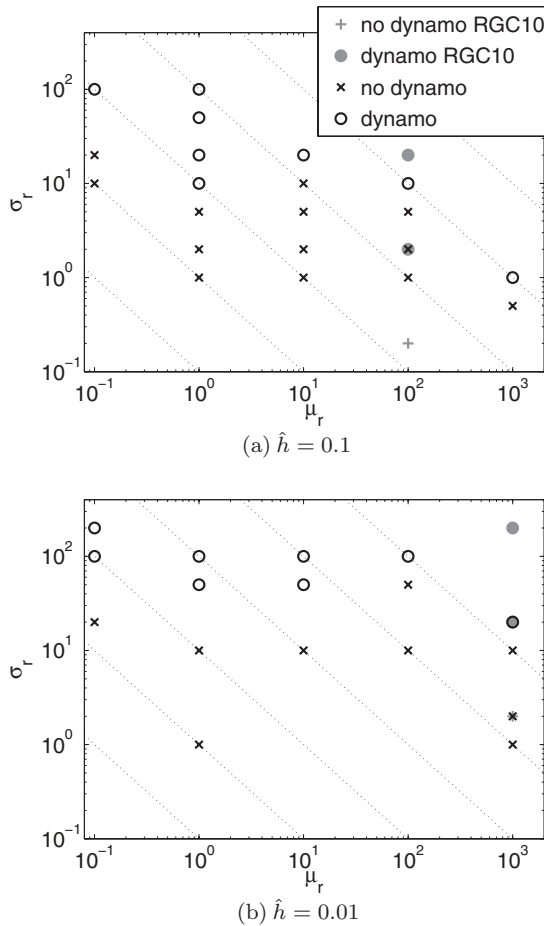 no dynamo RGC10
dynamo RGC10
no dynamo
dynamo
10²
10¹
10⁰
10⁻¹
σᵣ
10⁻¹ 10⁰ 10¹ 10² 10³
μᵣ
(a) ĥ = 0.1
10²
10¹
10⁰
10⁻¹
σᵣ
10⁻¹ 10⁰ 10¹ 10² 10³
μᵣ
(b) ĥ = 0.01